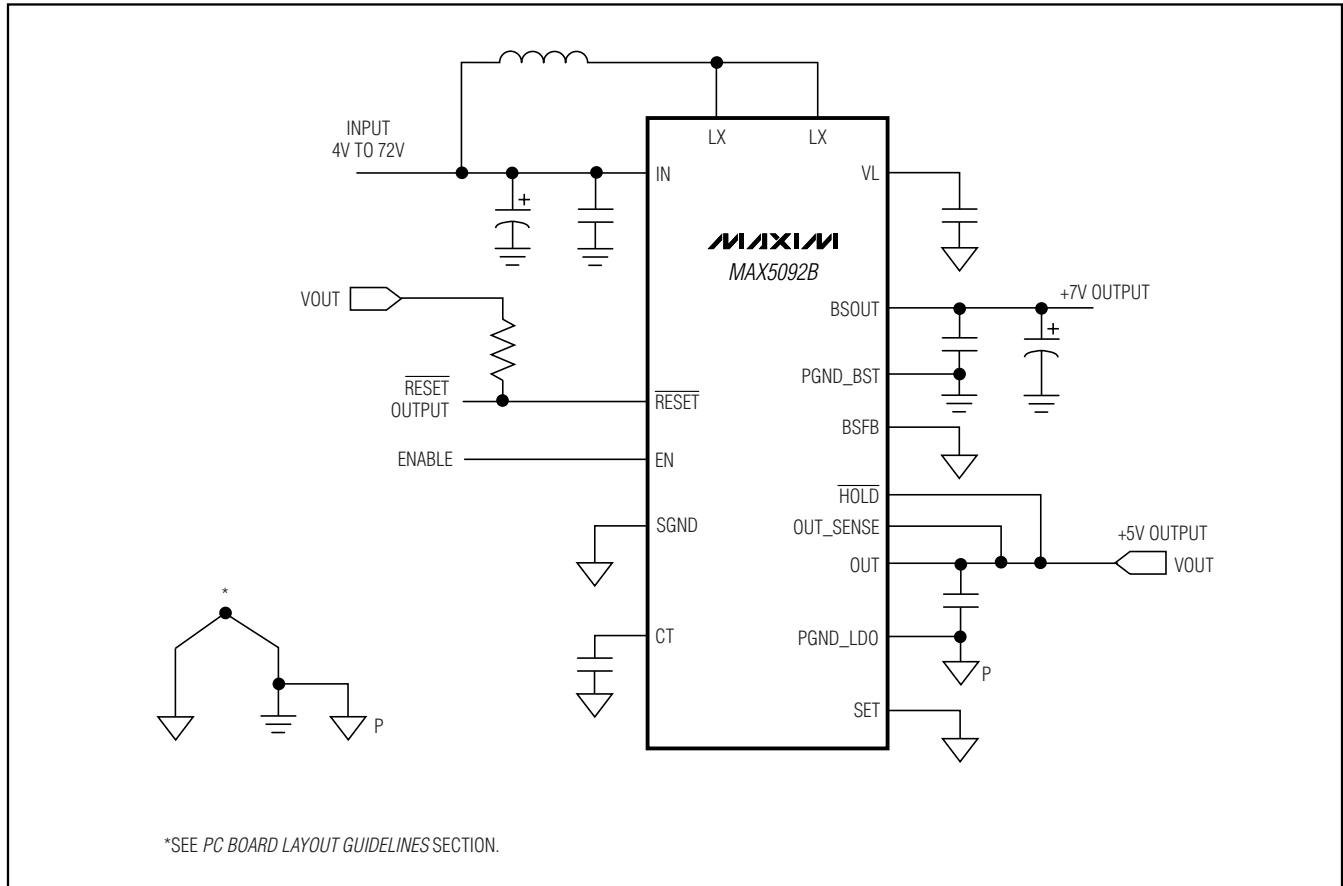 LX LX
INPUT
4V TO 72V
IN
VL
+
MAXIM
MAX5092B
VOUT
BSOUT
+7V OUTPUT
+
PGND_BST
RESET
OUTPUT
RESET
BSFB
ENABLE
EN
HOLD
SGND
OUT_SENSE
+5V OUTPUT
OUT
VOUT
*
CT
PGND_LDO
P
SET
P
*SEE PC BOARD LAYOUT GUIDELINES SECTION.